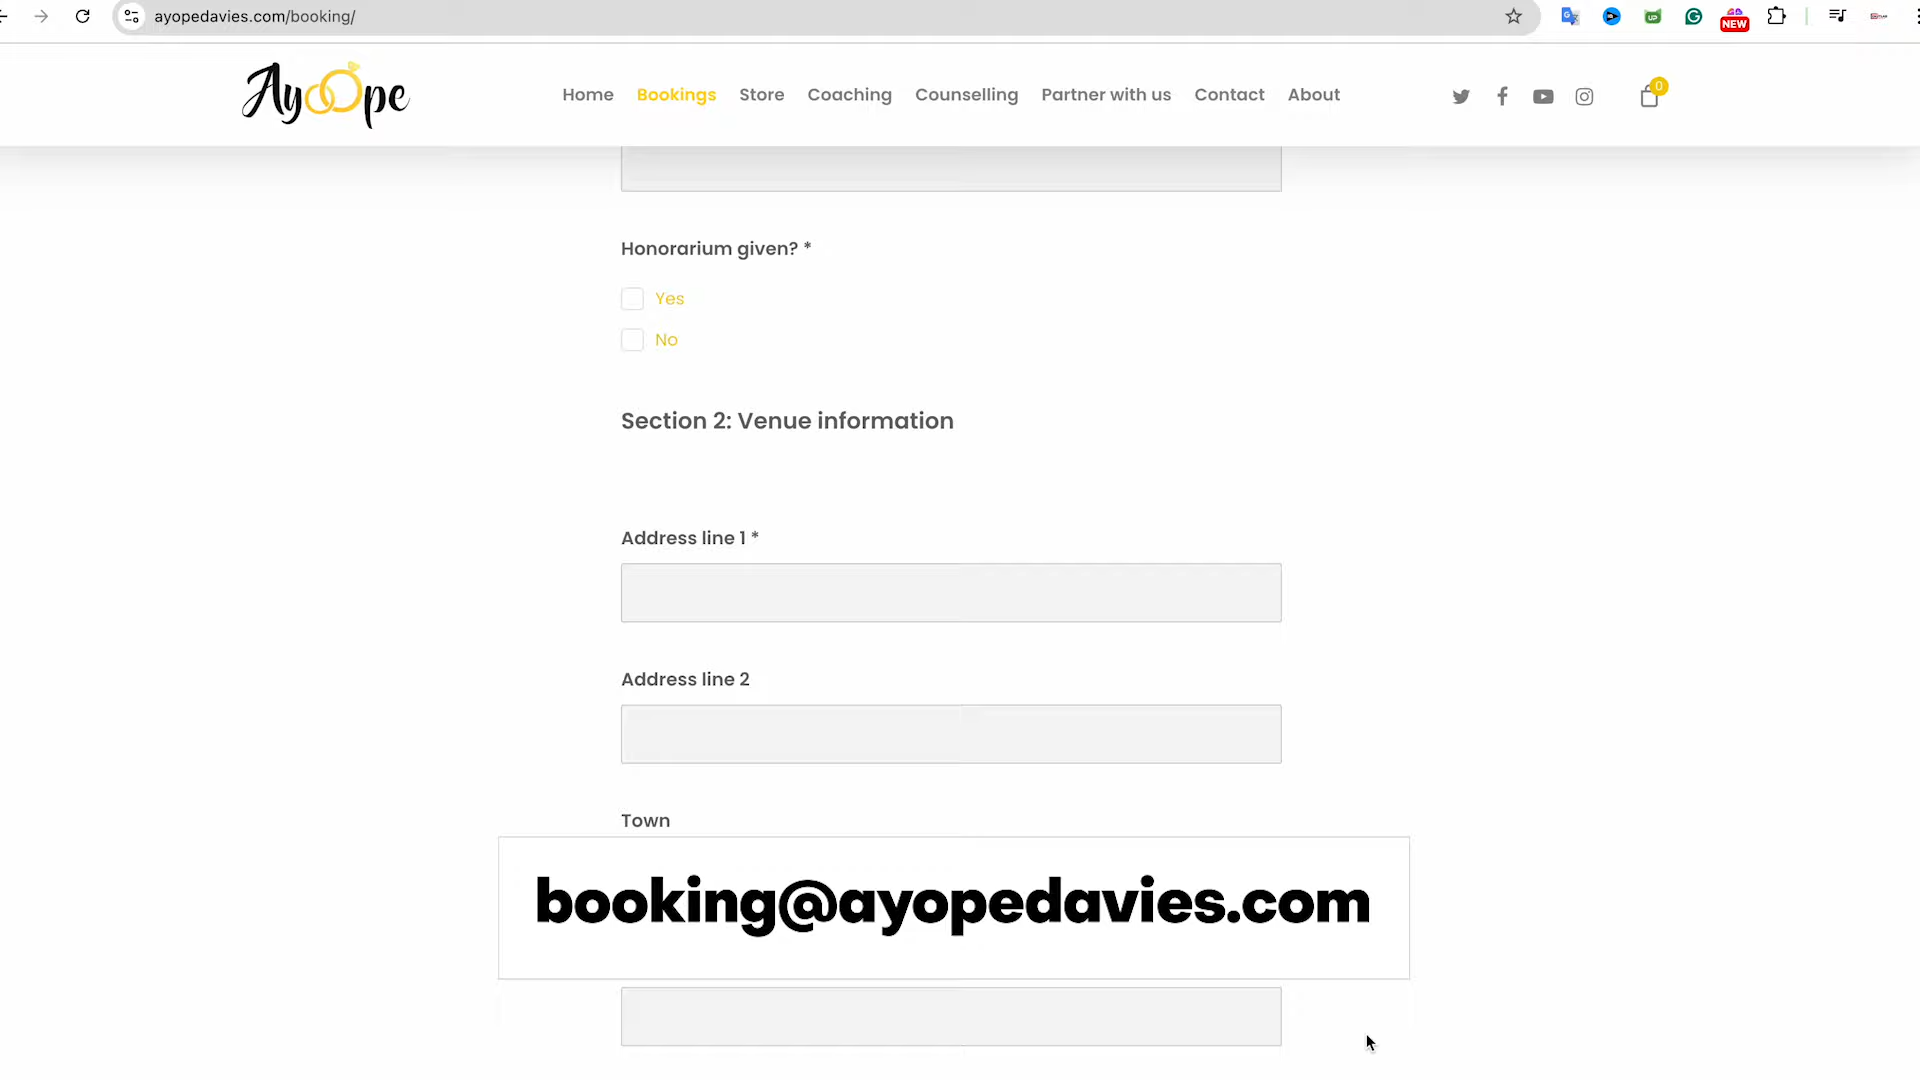 ayopedavies.com/booking/
NEW
AyOOpe
Home Bookings Store Coaching Counselling Partner with us Contact About
0
Honorarium given? *
Yes
No
Section 2: Venue information
Address line 1 *
Address line 2
Town
booking@ayopedavies.com